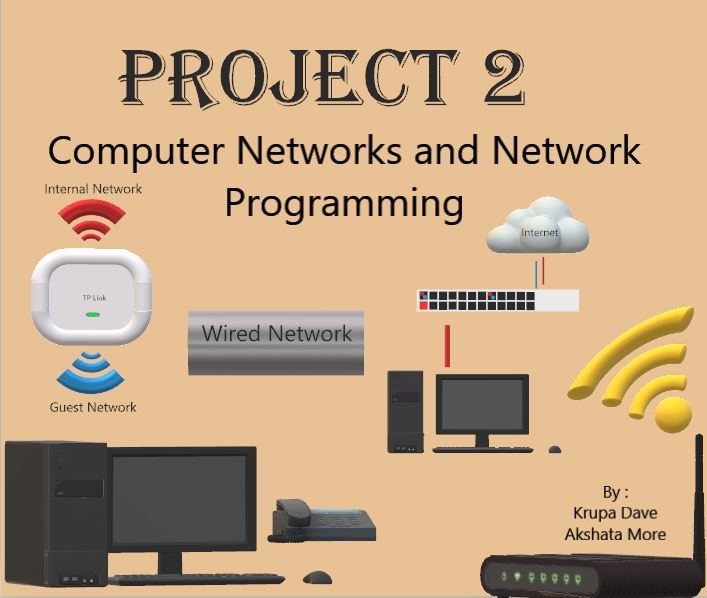 PROJECT 2
Computer Networks and Network
Programming
Internal Network
TP Link
Guest Network
Wired Network
Internet
By :
Krupa Dave
Akshata More